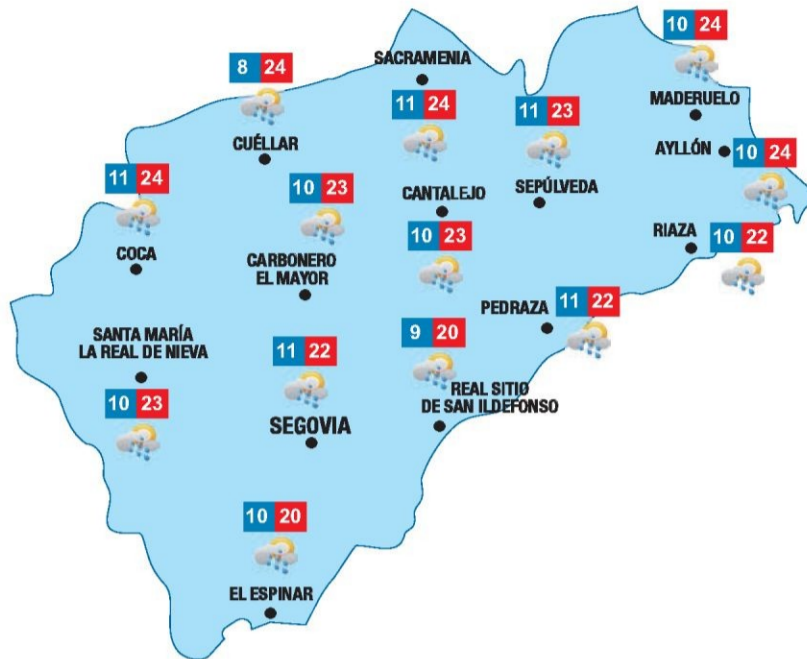 10 24
MADERUELO
8 24
CUÉLLAR
SACRAMENIA
11 24
11 23
SEPÚLVEDA
AYLLÓN
10 24
11 24
COCA
10 23
CARBONERO
EL MAYOR
CANTALEJO
10 23
RIAZA
10 22
PEDRAZA
11 22
SANTA MARÍA
LA REAL DE NIEVA
10 23
11 22
SEGOVIA
9 20
REAL SITIO
DE SAN ILDEFONSO
10 20
EL ESPINAR